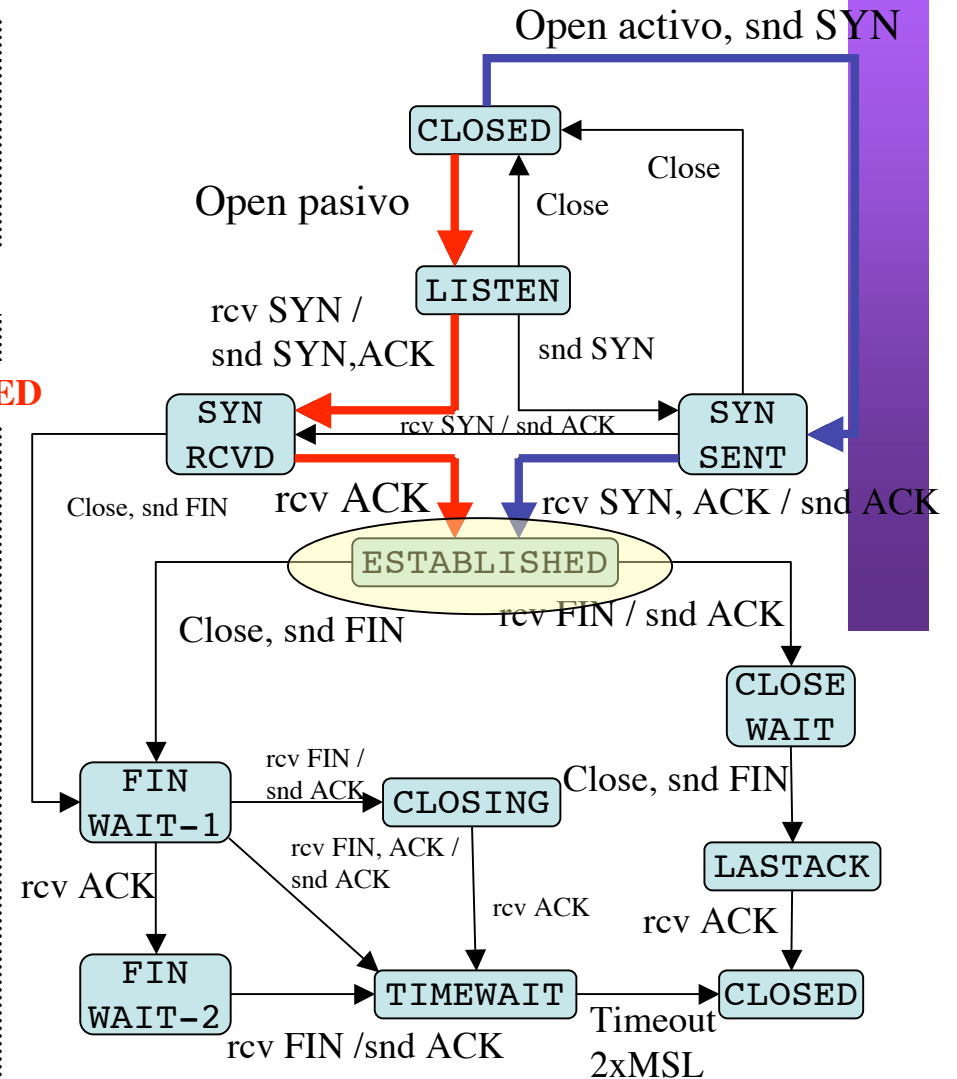 Open activo, snd SYN
CLOSED
Close
Open pasivo
Close
LISTEN
rcv SYN /
snd SYN,ACK
snd SYN
ED
SYN
RCVD
rcv SYN / snd ACK
SYN
SENT
Close, snd FIN
rcv ACK
rcv SYN, ACK / snd ACK
ESTABLISHED
Close, snd FIN
rcv FIN / snd ACK
CLOSE
WAIT
FIN
WAIT-1
rcv FIN /
snd ACK
CLOSING
Close, snd FIN
rcv FIN, ACK /
snd ACK
LASTACK
rcv ACK
rcv ACK
rcv ACK
FIN
WAIT-2
TIMEWAIT
CLOSED
rcv FIN /snd ACK
Timeout
2xMSL